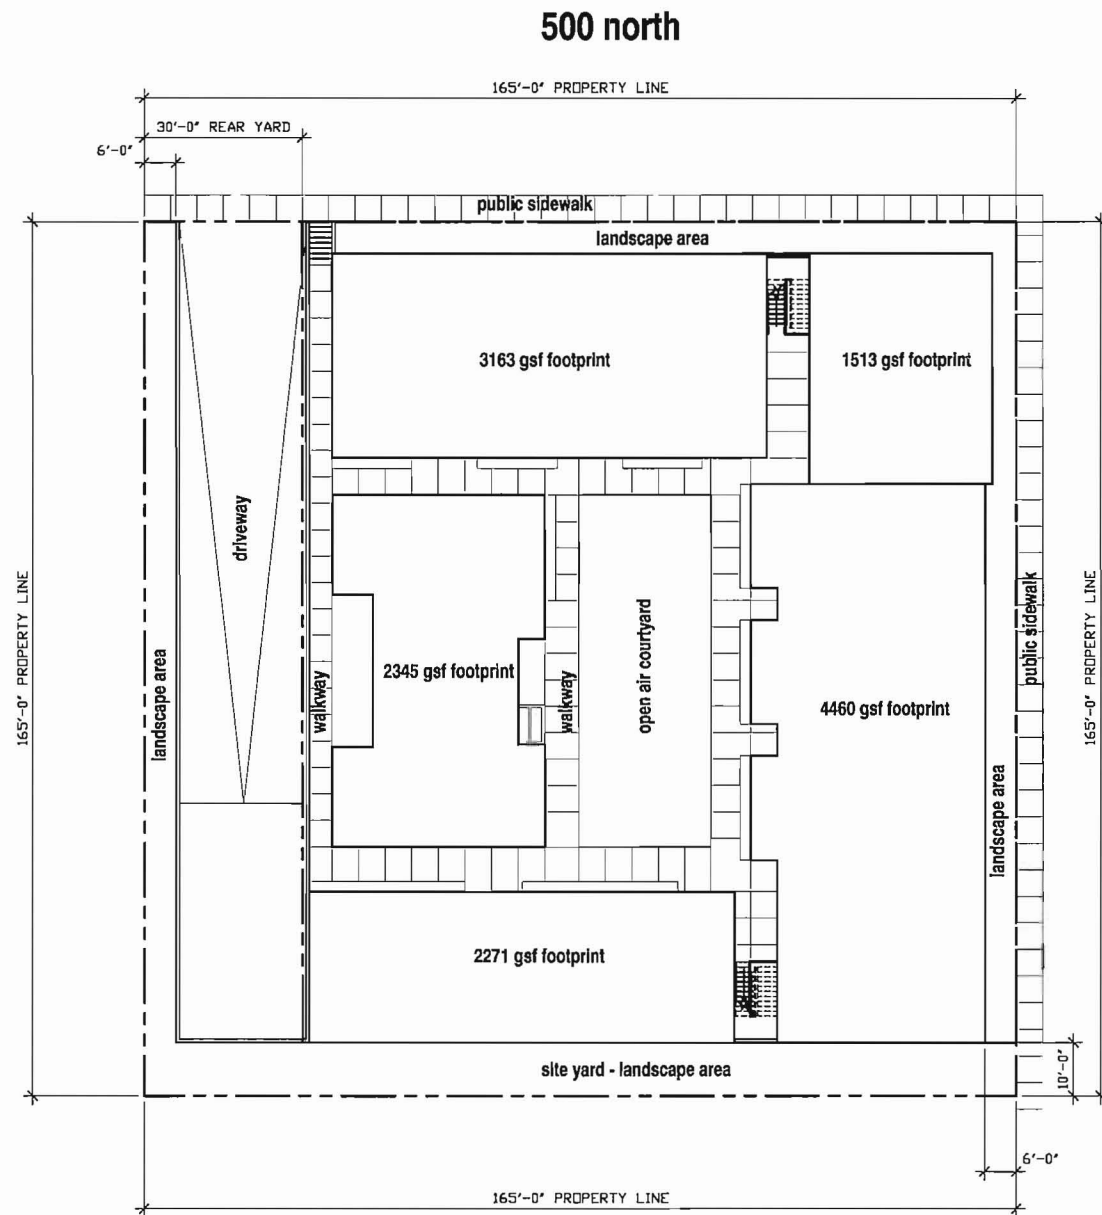 500 north
165'-0" PROPERTY LINE
30'-0" REAR YARD
6'-0"
public sidewalk
landscape area
3163 gsf footprint
1513 gsf footprint
driveway
165'-0" PROPERTY LINE
landscape area
walkway
2345 gsf footprint
walkway
open air courtyard
4460 gsf footprint
landscape area
public sidewalk
165'-0" PROPERTY LINE
2271 gsf footprint
site yard - landscape area
10'-0"
6'-0"
165'-0" PROPERTY LINE